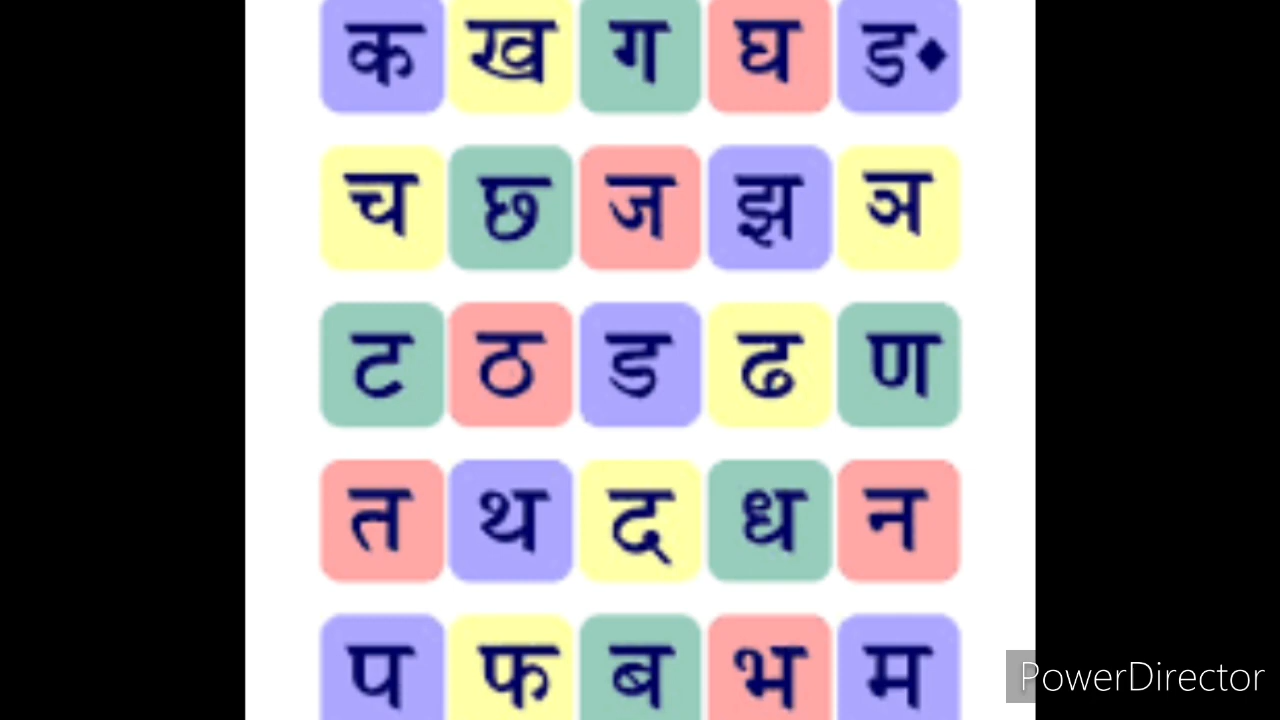 क ख ग घ ड◆
च छ ज झ ञ
ट ठ ड ढ ण
त थ द ध न
प फ ब भ म
PowerDirector